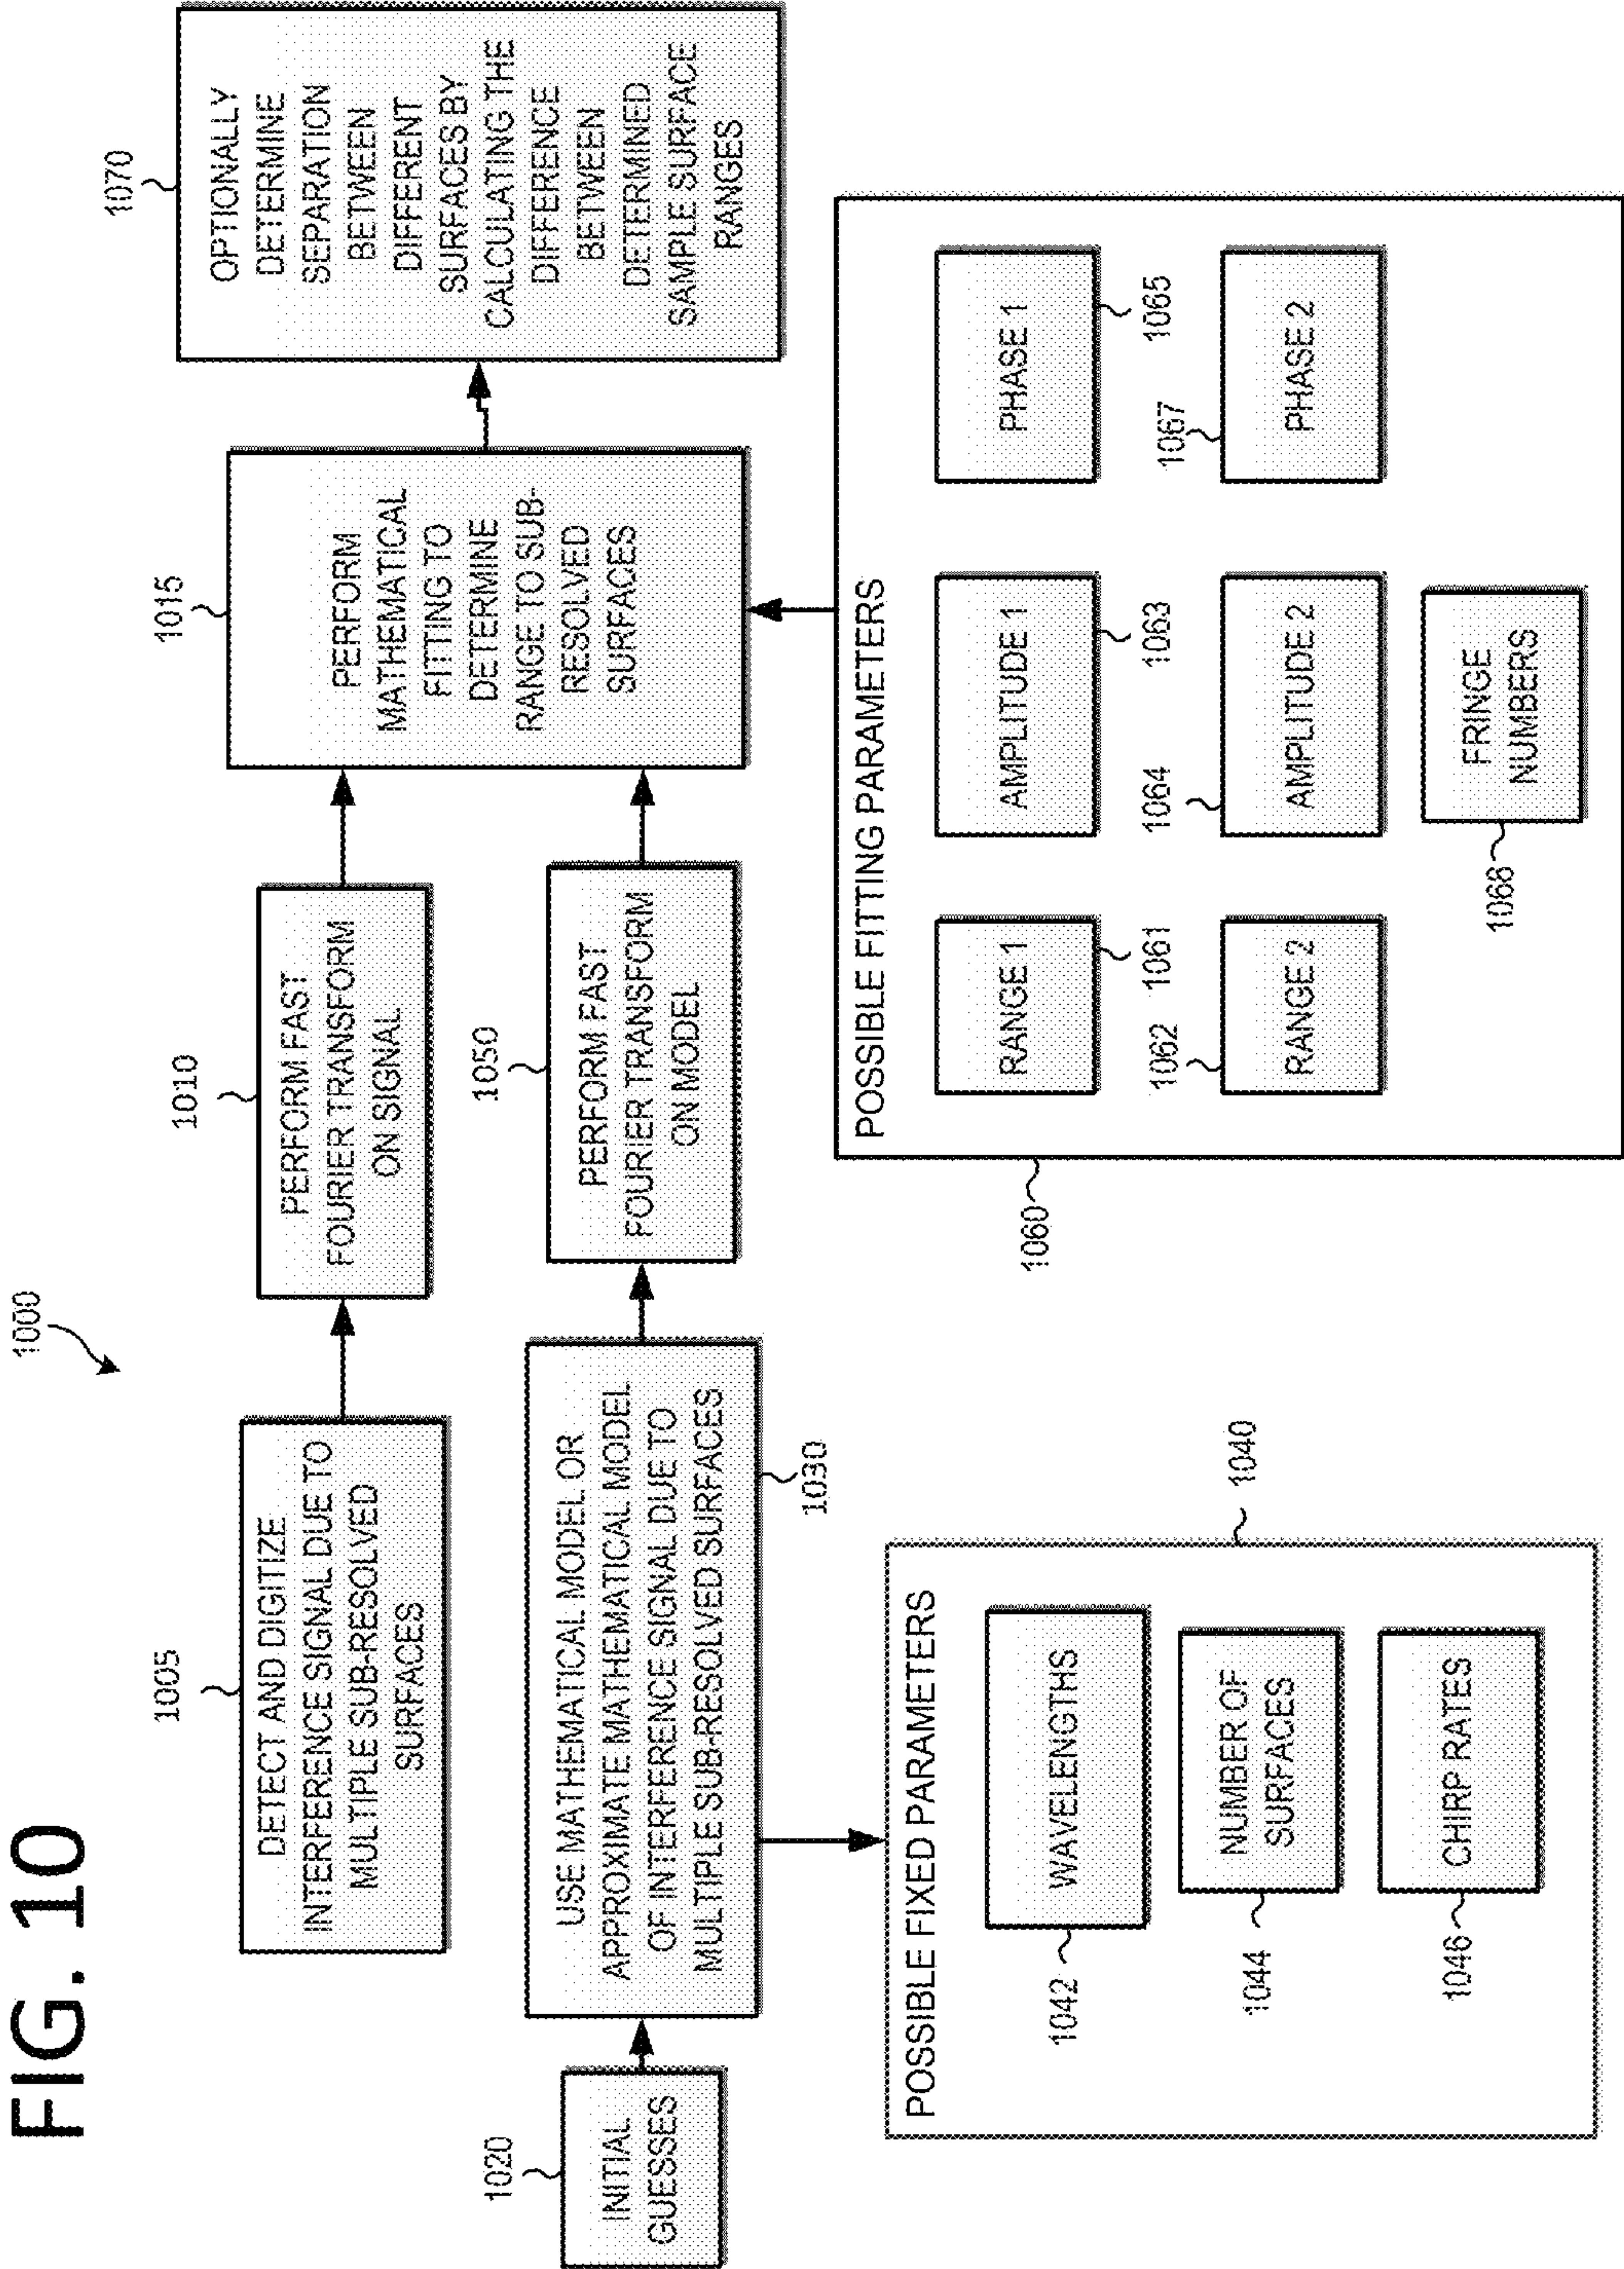 FIG. 10
1000
1005
DETECT AND DIGITIZE
INTERFERENCE SIGNAL DUE TO
MULTIPLE SUB-RESOLVED
SURFACES
1010
PERFORM FAST
FOURIER TRANSFORM
ON SIGNAL
1015
PERFORM
MATHEMATICAL
FITTING TO
DETERMINE
RANGE TO SUB-
RESOLVED
SURFACES
1070
OPTIONALLY
DETERMINE
SEPARATION
BETWEEN
DIFFERENT
SURFACES BY
CALCULATING THE
DIFFERENCE
BETWEEN
DETERMINED
SAMPLE SURFACE
RANGES
1020
INITIAL
GUESSES
USE MATHEMATICAL MODEL OR
APPROXIMATE MATHEMATICAL MODEL
OF INTERFERENCE SIGNAL DUE TO
MULTIPLE SUB-RESOLVED SURFACES
1030
1050
PERFORM FAST
FOURIER TRANSFORM
ON MODEL
POSSIBLE FIXED PARAMETERS
1040
WAVELENGTHS
1042
NUMBER OF
SURFACES
1044
CHIRP RATES
1046
1060
POSSIBLE FITTING PARAMETERS
RANGE 1
1061
AMPLITUDE 1
1063
PHASE 1
1065
1062
RANGE 2
1064
AMPLITUDE 2
1067
PHASE 2
FRINGE
NUMBERS
1068